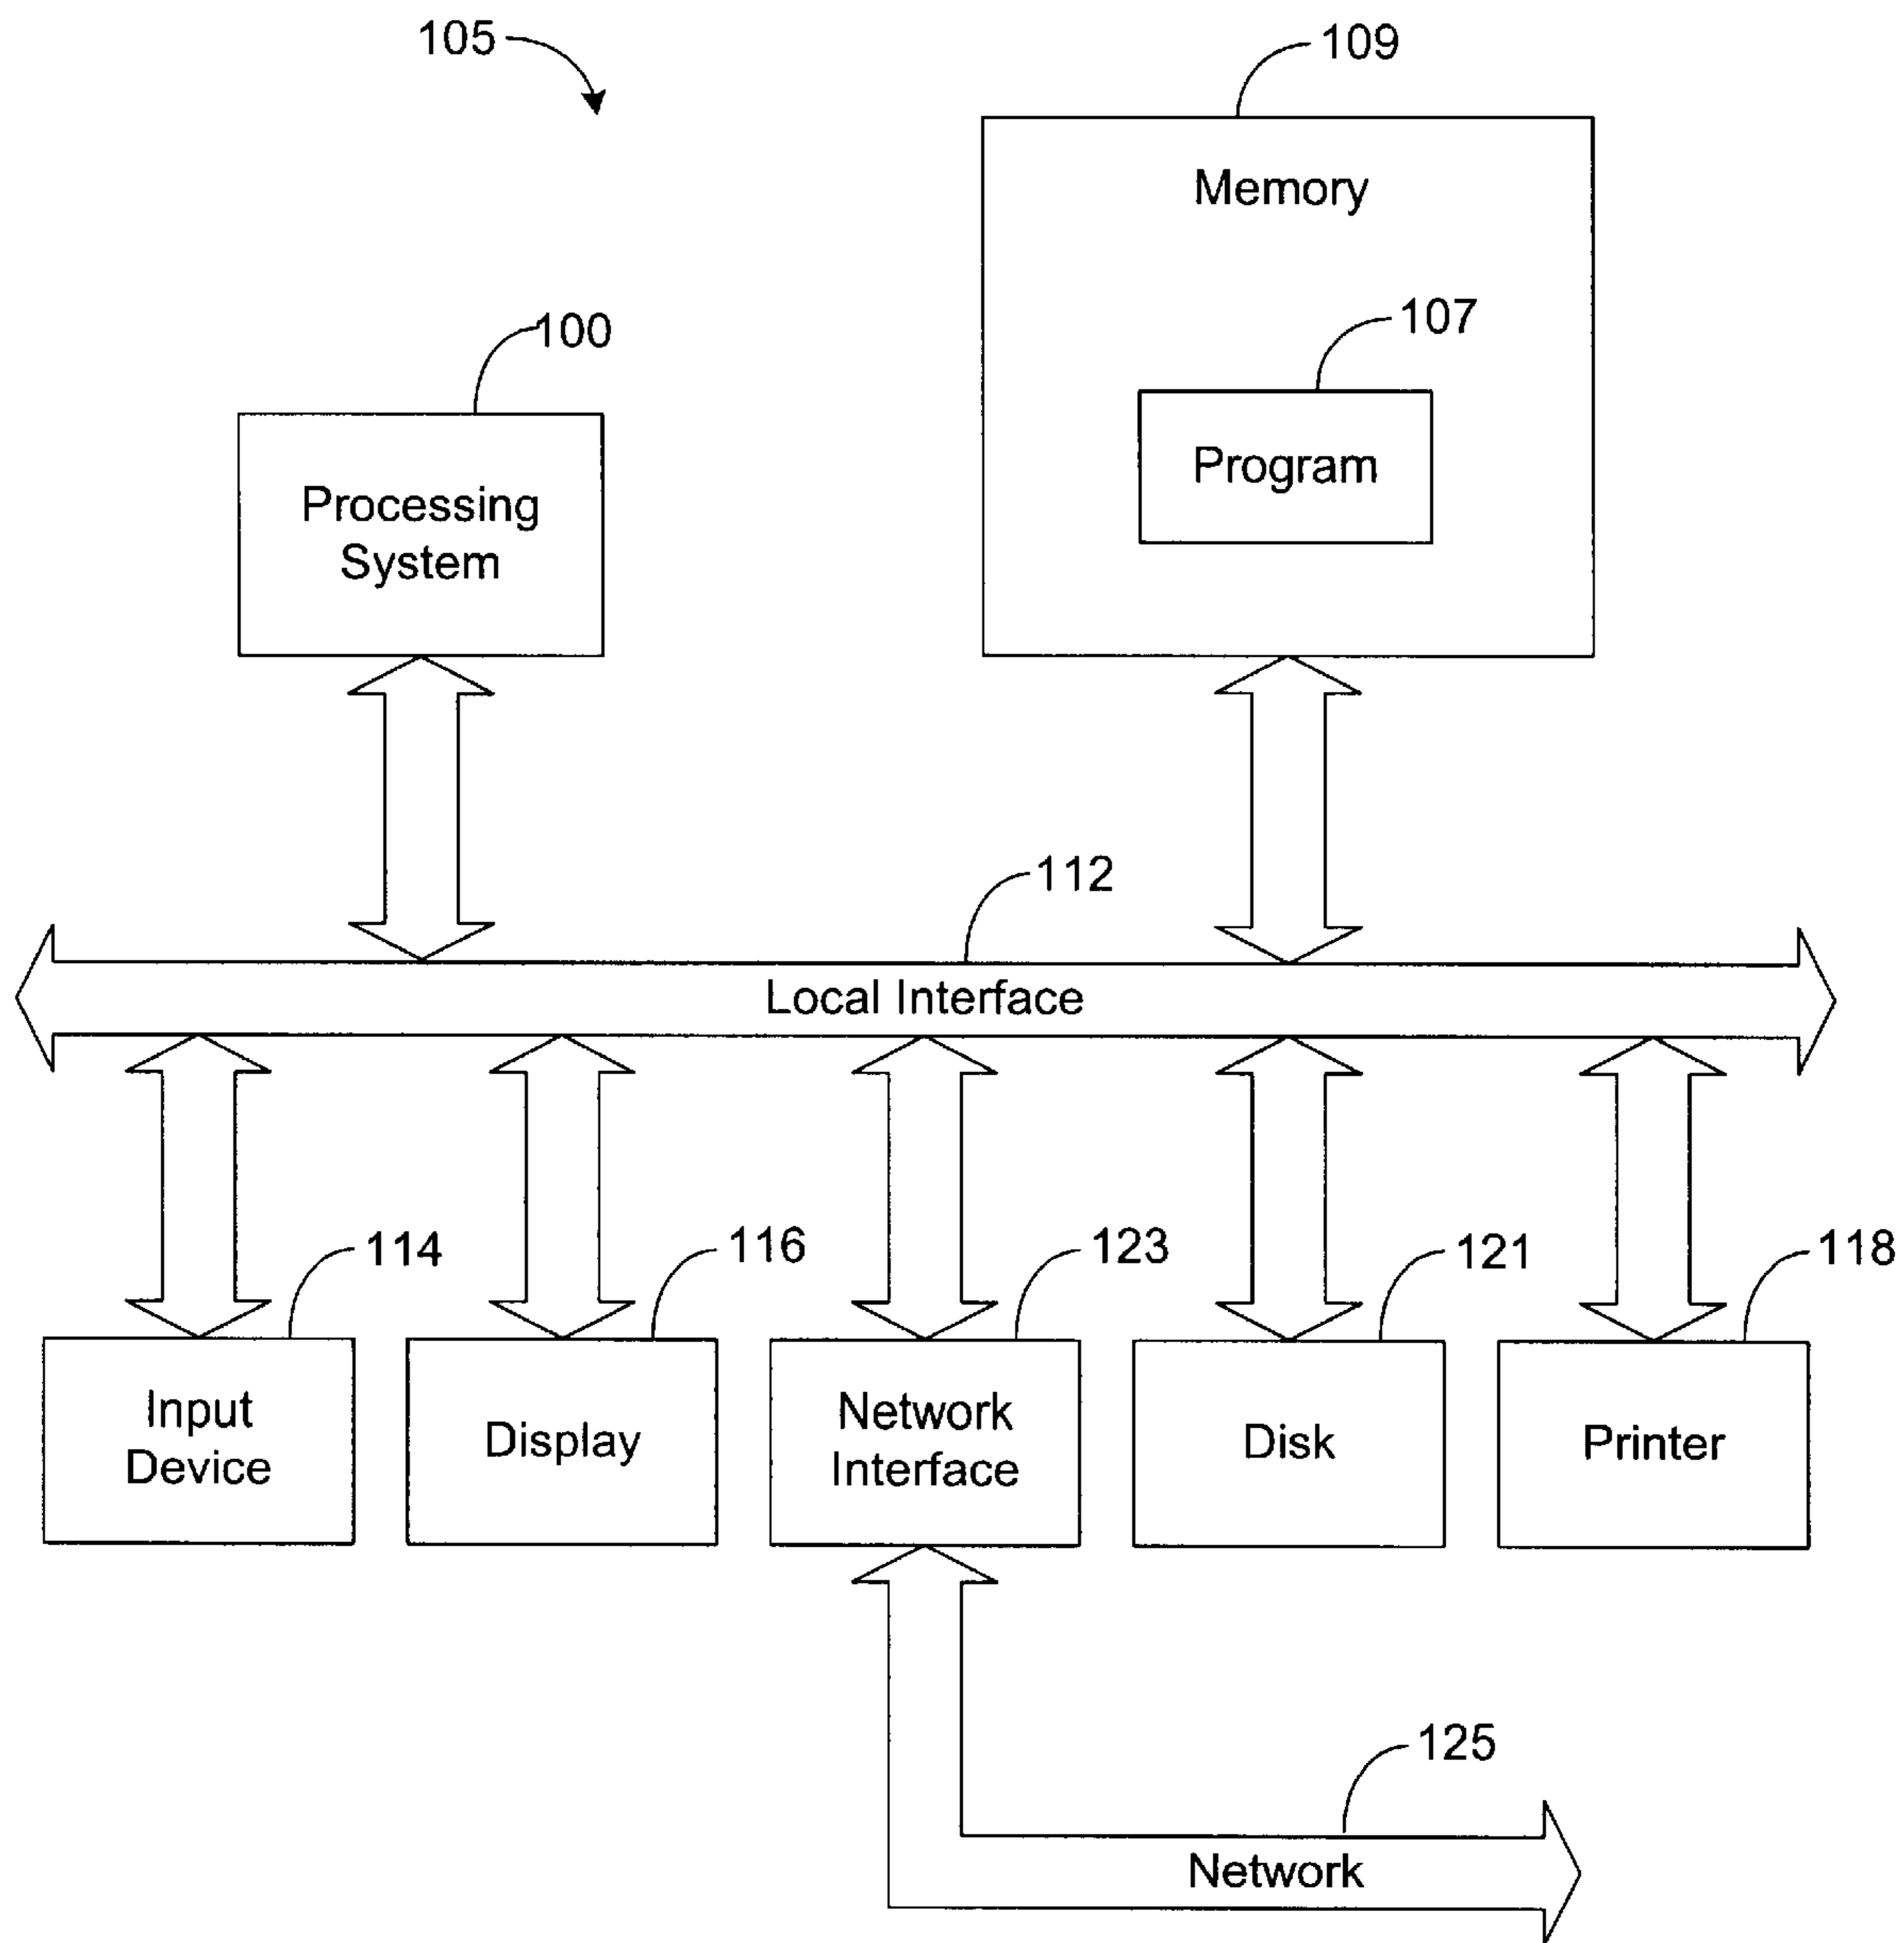 105
109
Memory
107
Program
100
Processing
System
112
Local Interface
114
116
123
121
118
Input
Device
Display
Network
Interface
Disk
Printer
125
Network